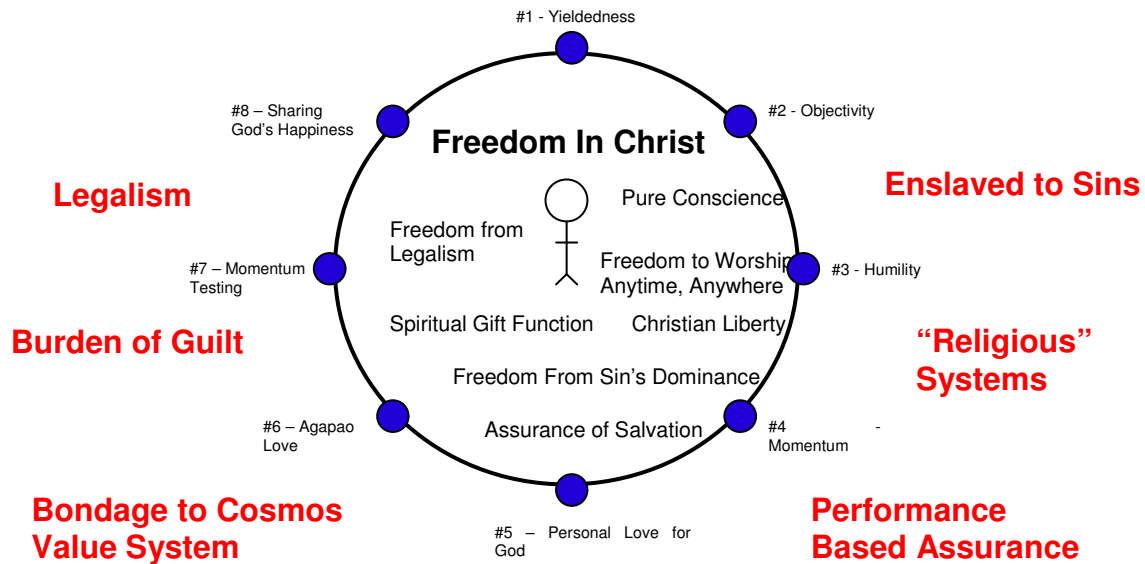 #1 - Yieldedness
#8 – Sharing
God's Happiness
#2 - Objectivity
Freedom In Christ
Legalism
Enslaved to Sins
Pure Conscience
Freedom from
Legalism
#7 – Momentum
Testing
Freedom to Worship
Anytime, Anywhere
#3 - Humility
Spiritual Gift Function
Christian Liberty
Burden of Guilt
“Religious”
Systems
Freedom From Sin's Dominance
#6 – Agapao
Love
Assurance of Salvation
#4 -
Momentum
Bondage to Cosmos
Value System
#5 – Personal Love for
God
Performance
Based Assurance